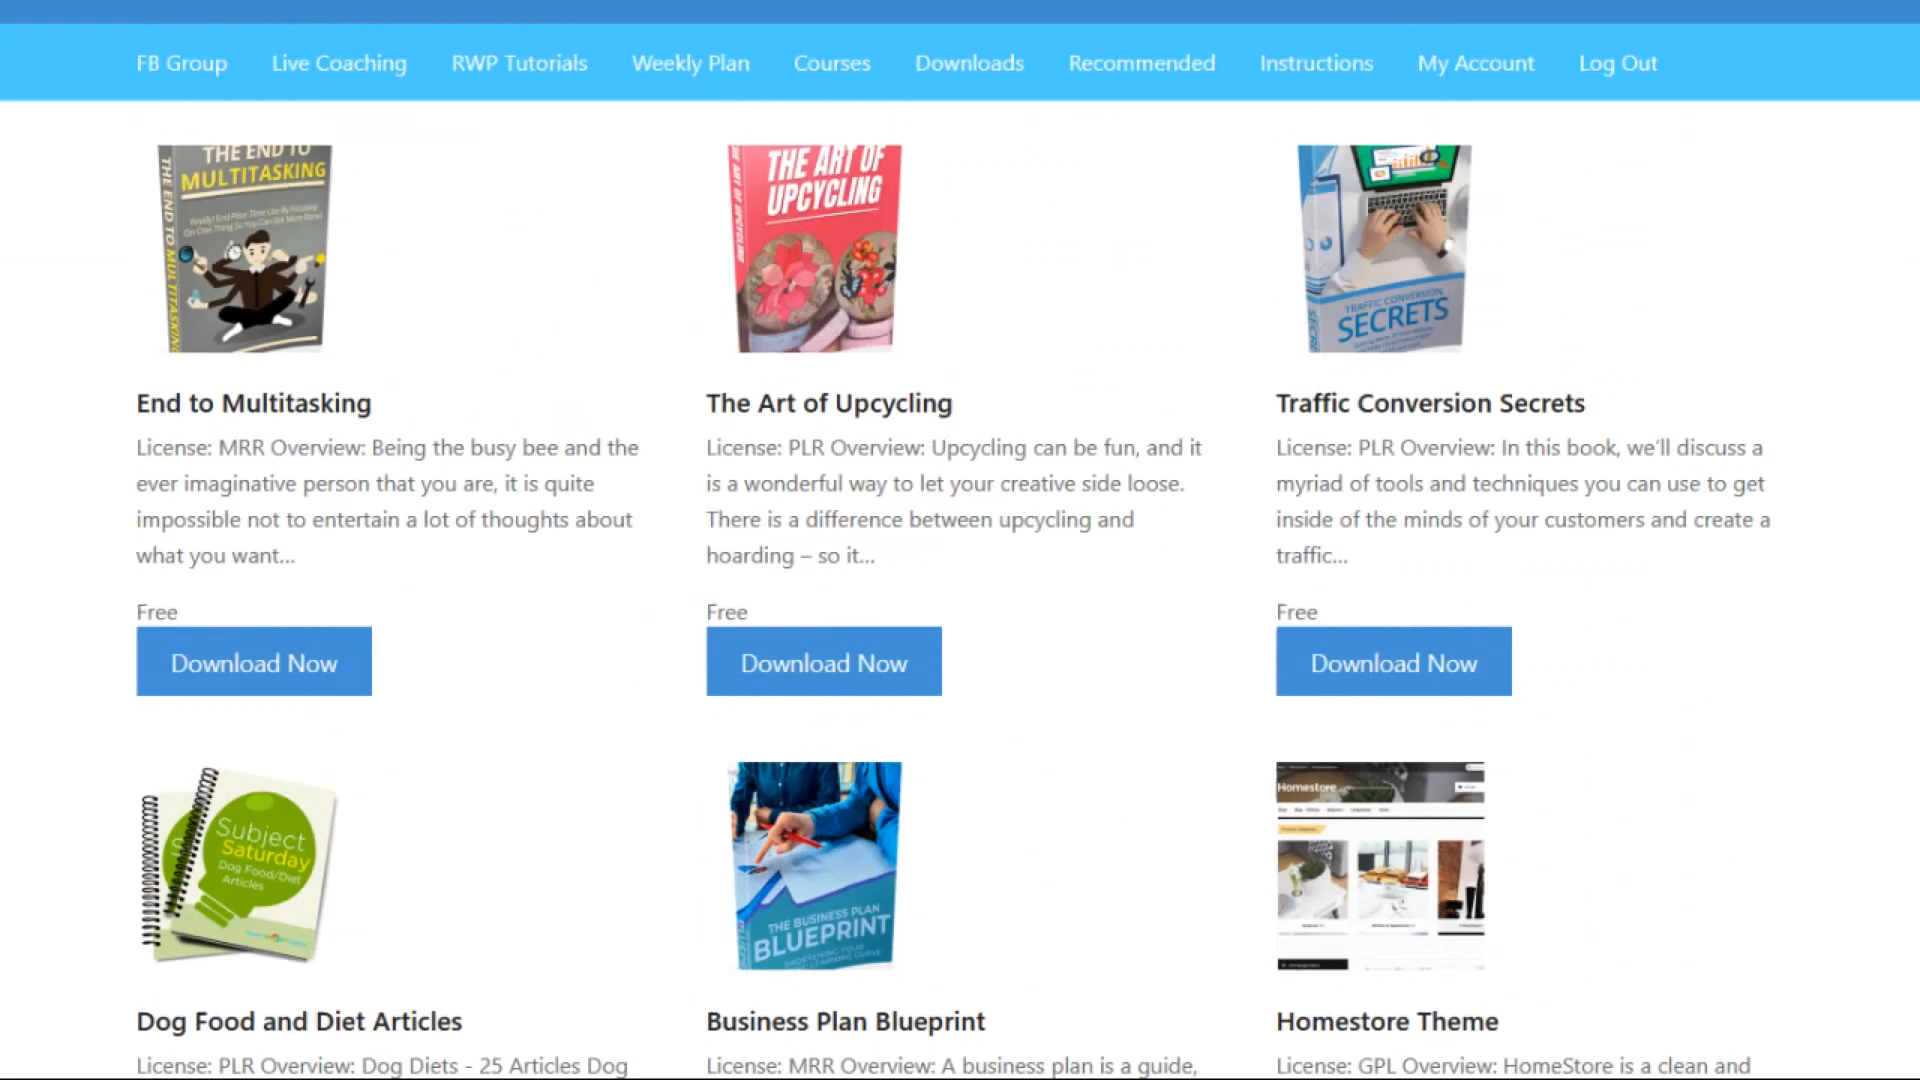 FB Group Live Coaching RWP Tutorials Weekly Plan Courses Downloads Recommended Instructions My Account Log Out
THE END TO
MULTITASKING
THE END TO MULTITASKING
THE ART OF
UPCYCLING
TRAFFIC CONVERSION
SECRETS
End to Multitasking
License: MRR Overview: Being the busy bee and the
ever imaginative person that you are, it is quite
impossible not to entertain a lot of thoughts about
what you want...
Free
Download Now
The Art of Upcycling
License: PLR Overview: Upcycling can be fun, and it
is a wonderful way to let your creative side loose.
There is a difference between upcycling and
hoarding – so it...
Free
Download Now
Traffic Conversion Secrets
License: PLR Overview: In this book, we'll discuss a
myriad of tools and techniques you can use to get
inside of the minds of your customers and create a
traffic...
Free
Download Now
Subject
Saturday
Dog Food/Diet
Articles
THE BUSINESS PLAN
BLUEPRINT
Homestore
Dog Food and Diet Articles
License: PLR Overview: Dog Diets - 25 Articles Dog
Business Plan Blueprint
License: MRR Overview: A business plan is a guide,
Homestore Theme
License: GPL Overview: HomeStore is a clean and